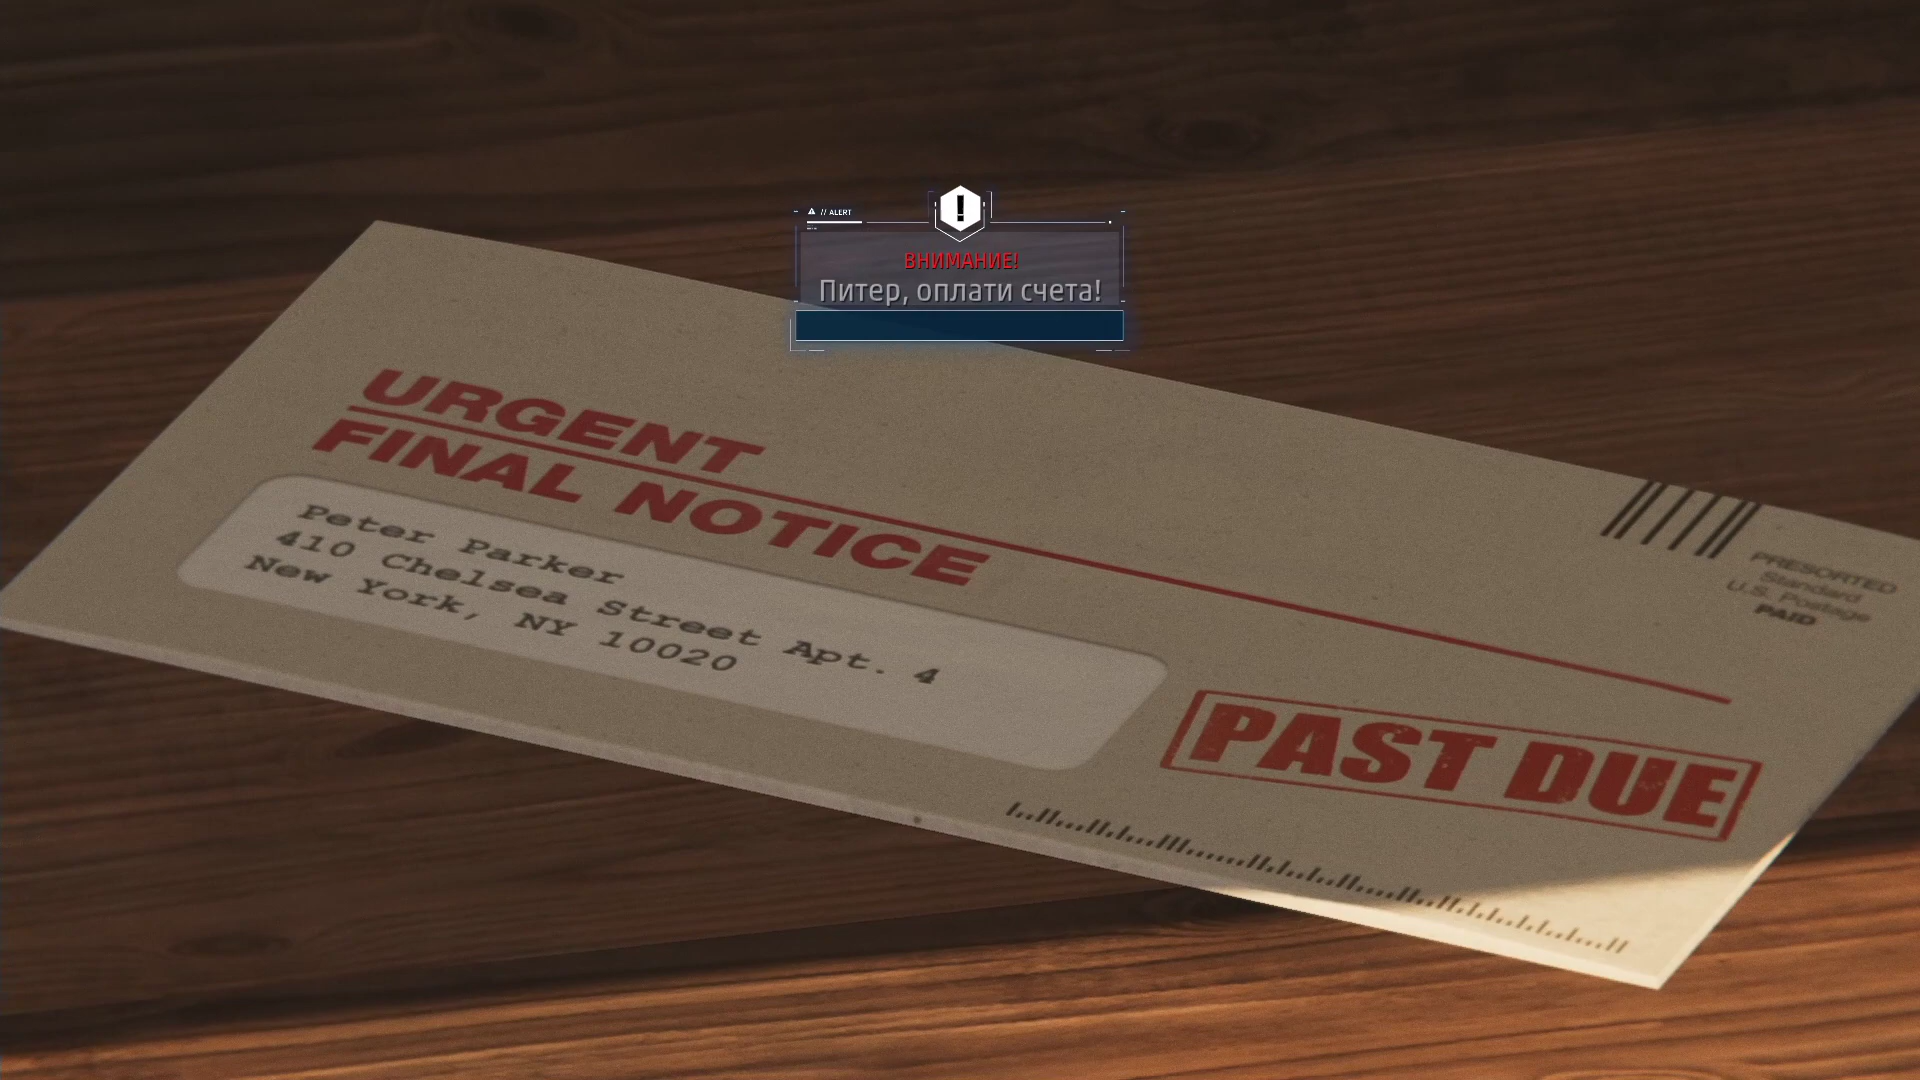 // ALERT
ВНИМАНИЕ!
Питер, оплати счета!
URGENT
FINAL NOTICE
Peter Parker
410 Chelsea Street Apt. 4
New York, NY 10020
PRESORTED
Standard
U.S. Postage
PAID
PAST DUE